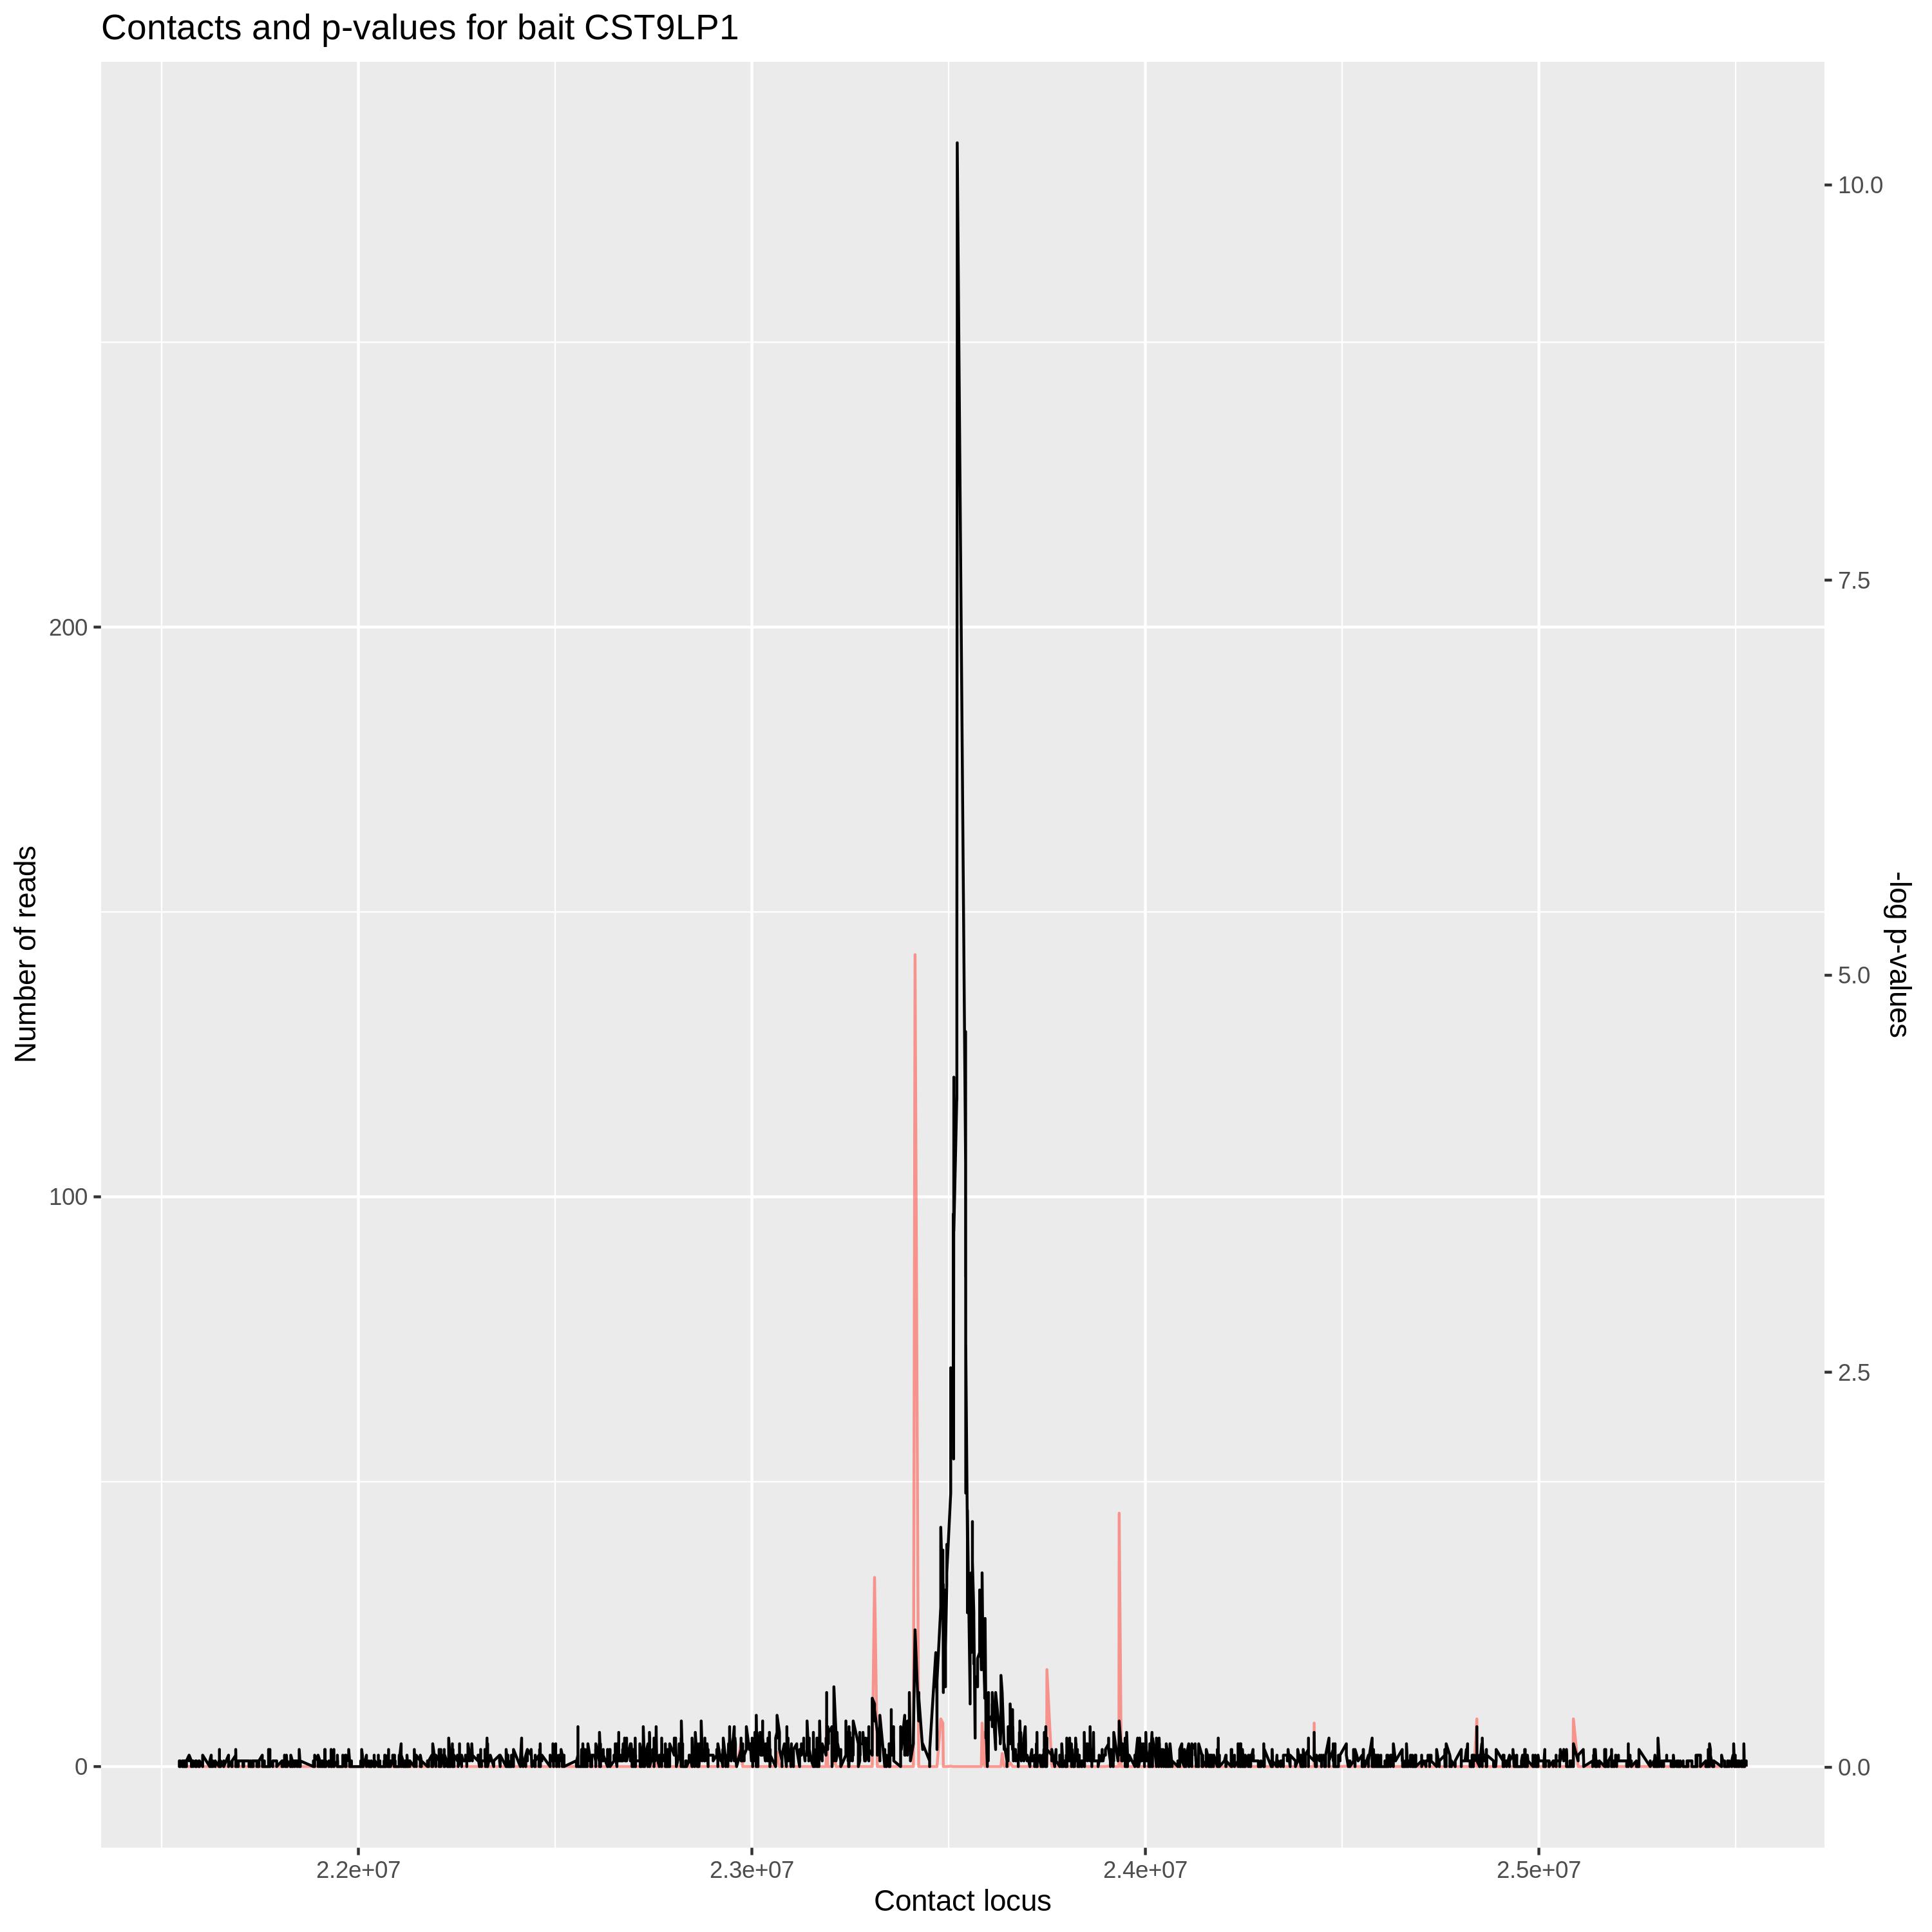 Contacts and p-values for bait CST9LP1
Number of reads
200
100
0
10.0
7.5
5.0
2.5
0.0
-log p-values
2.2e+07
2.3e+07
2.4e+07
2.5e+07
Contact locus